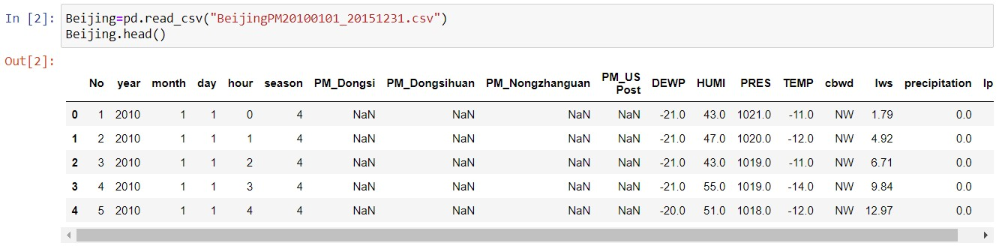 In [2]: Beijing=pd.read_csv("BeijingPM20100101_20151231.csv")
Beijing.head()
Out[2]:
No year month day hour season PM_Dongsi PM_Dongsihuan PM_Nongzhanguan PM_US Post DEWP HUMI PRES TEMP cbwd Iws precipitation Ip
0 1 2010 1 1 0 4 NaN NaN NaN NaN -21.0 43.0 1021.0 -11.0 NW 1.79 0.0
1 2 2010 1 1 1 4 NaN NaN NaN NaN -21.0 47.0 1020.0 -12.0 NW 4.92 0.0
2 3 2010 1 1 2 4 NaN NaN NaN NaN -21.0 43.0 1019.0 -11.0 NW 6.71 0.0
3 4 2010 1 1 3 4 NaN NaN NaN NaN -21.0 55.0 1019.0 -14.0 NW 9.84 0.0
4 5 2010 1 1 4 4 NaN NaN NaN NaN -20.0 51.0 1018.0 -12.0 NW 12.97 0.0